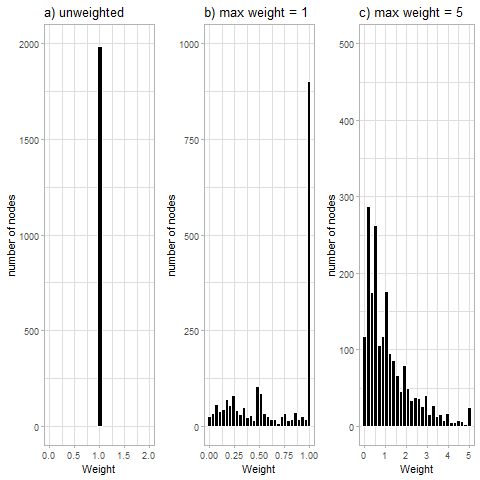 a) unweighted
b) max weight = 1
c) max weight = 5
number of nodes
2000
1500
1000
500
0
0.0 0.5 1.0 1.5 2.0
Weight
number of nodes
1000
750
500
250
0
0.00 0.25 0.50 0.75 1.00
Weight
number of nodes
500
400
300
200
100
0
0 1 2 3 4 5
Weight